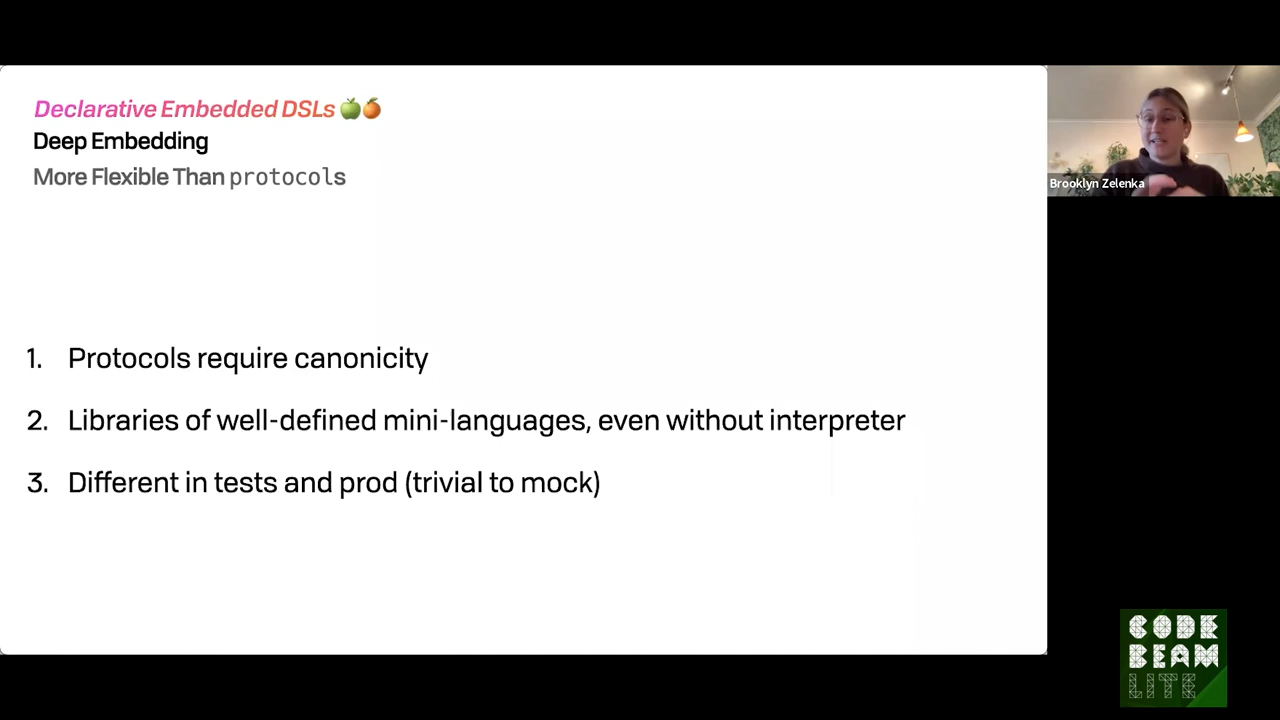 Declarative Embedded DSLs 🍏🍊
Deep Embedding
More Flexible Than protocols
1. Protocols require canonicity
2. Libraries of well-defined mini-languages, even without interpreter
3. Different in tests and prod (trivial to mock)
Brooklyn Zelenka
CODE
BEAM
LITE